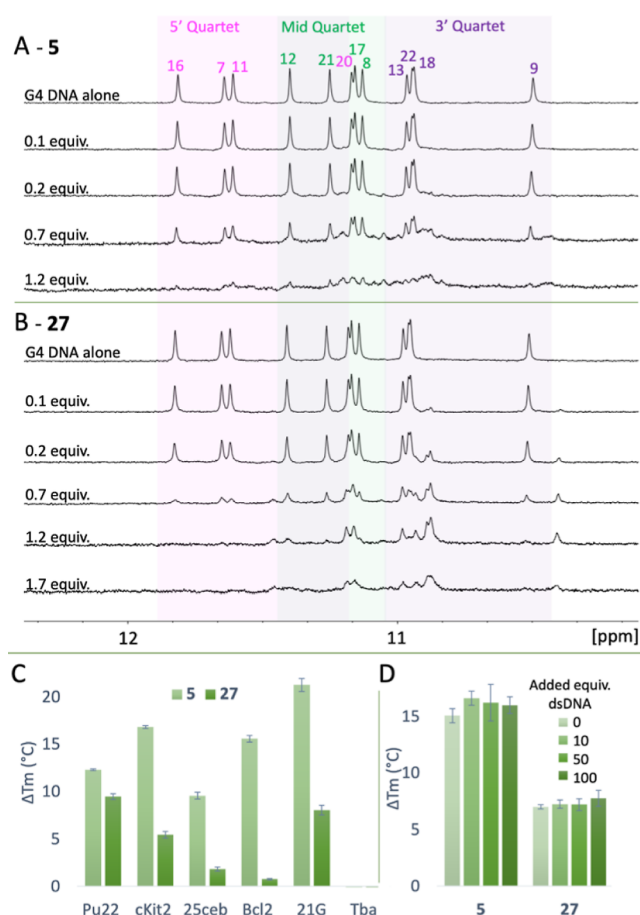 5' Quartet Mid Quartet 3' Quartet
A - 5
16 7 11 12 21 20 17 8 13 22 18 9
G4 DNA alone
0.1 equiv.
0.2 equiv.
0.7 equiv.
1.2 equiv.
B - 27
G4 DNA alone
0.1 equiv.
0.2 equiv.
0.7 equiv.
1.2 equiv.
1.7 equiv.
12 11 [ppm]
C
5 27
ΔTm (°C)
20
15
10
5
0
Pu22 cKit2 25ceb Bcl2 21G Tba
D
Added equiv.
dsDNA
0
10
50
100
ΔTm (°C)
15
10
5
0
5 27